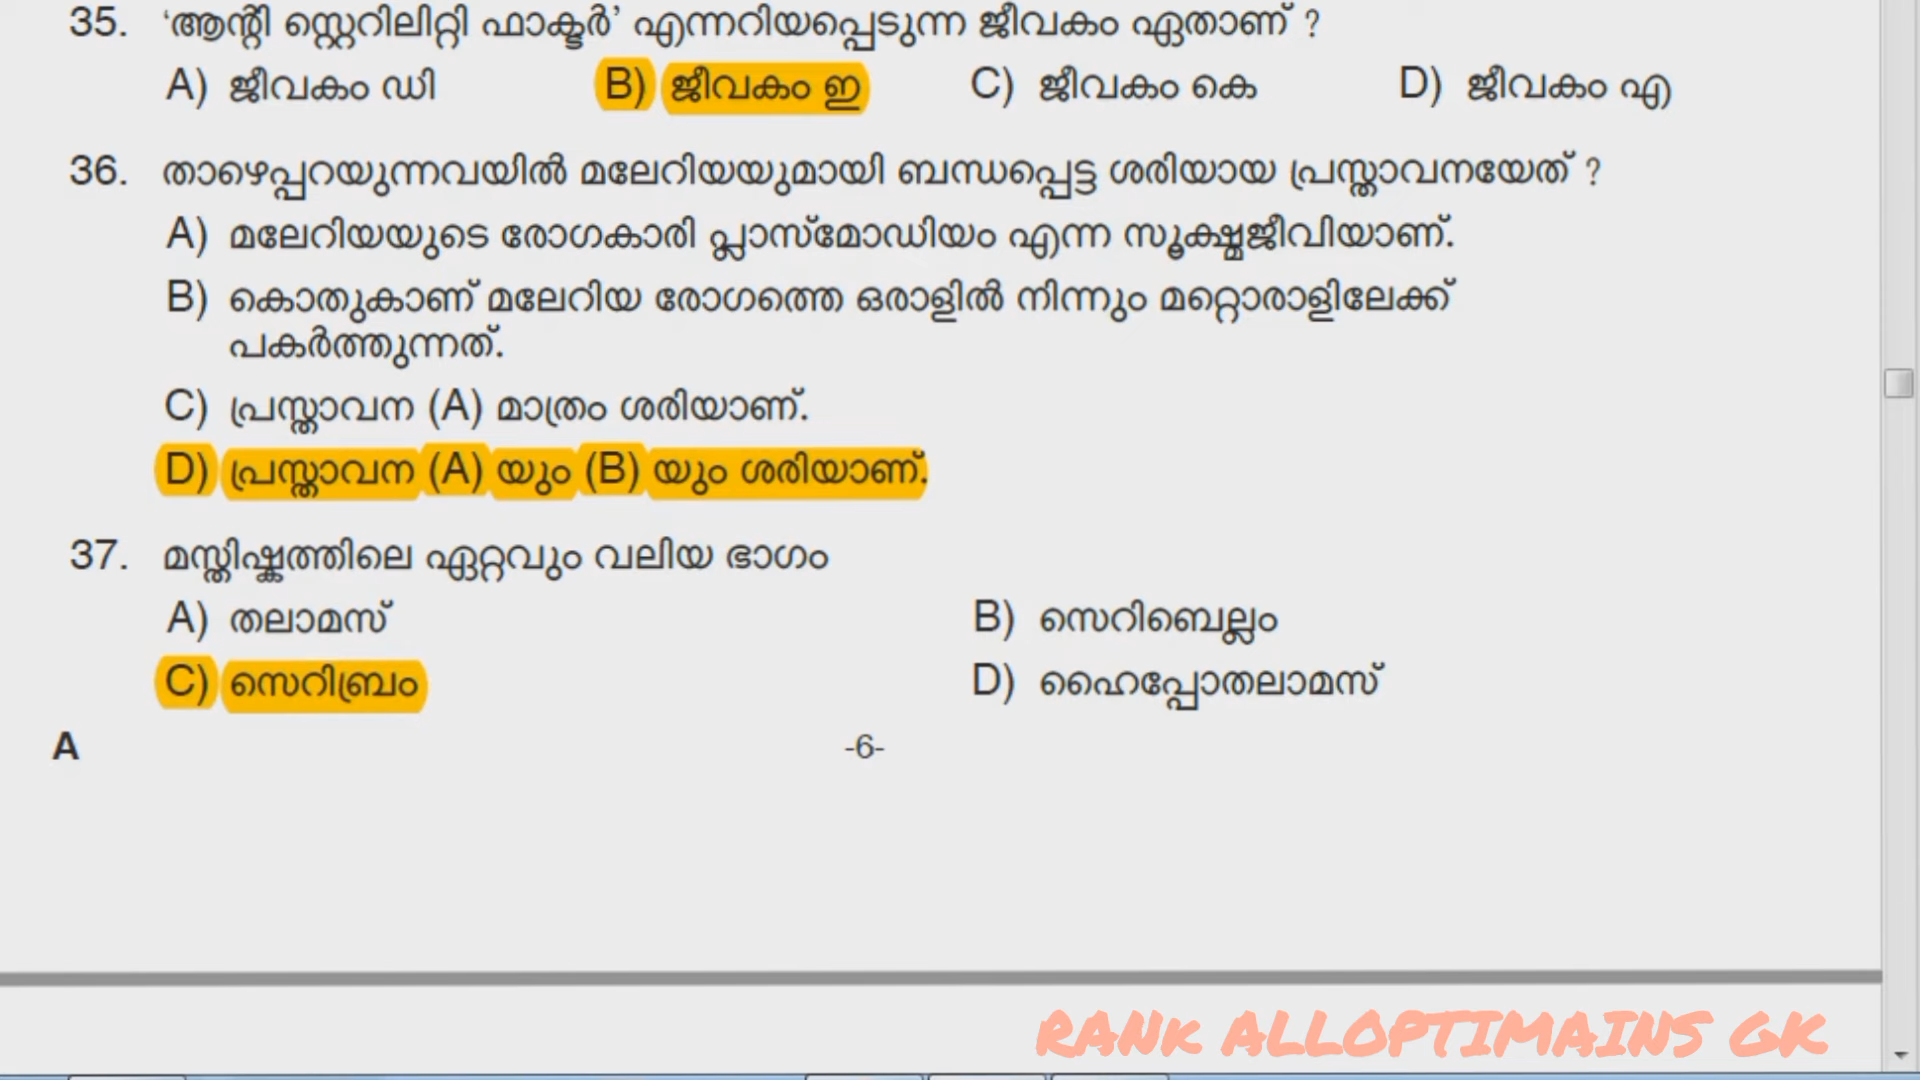 35. ‘ആന്റി സ്റ്റെറിലിറ്റി ഫാക്ടർ’ എന്നറിയപ്പെടുന്ന ജീവകം ഏതാണ് ?
A) ജീവകം ഡി B) ജീവകം ഇ C) ജീവകം കെ D) ജീവകം എ
36. താഴെപ്പറയുന്നവയിൽ മലേറിയയുമായി ബന്ധപ്പെട്ട ശരിയായ പ്രസ്താവനയേത് ?
A) മലേറിയയുടെ രോഗകാരി പ്ലാസ്മോഡിയം എന്ന സൂക്ഷ്മജീവിയാണ്.
B) കൊതുകാണ് മലേറിയ രോഗത്തെ ഒരാളിൽ നിന്നും മറ്റൊരാളിലേക്ക്
പകർത്തുന്നത്.
C) പ്രസ്താവന (A) മാത്രം ശരിയാണ്.
D) പ്രസ്താവന (A) യും (B) യും ശരിയാണ്.
37. മസ്തിഷ്കത്തിലെ ഏറ്റവും വലിയ ഭാഗം
A) തലാമസ് B) സെറിബെല്ലം
C) സെറിബ്രം D) ഹൈപ്പോതലാമസ്
A -6-
RANK ALLOPTIMAINS GK